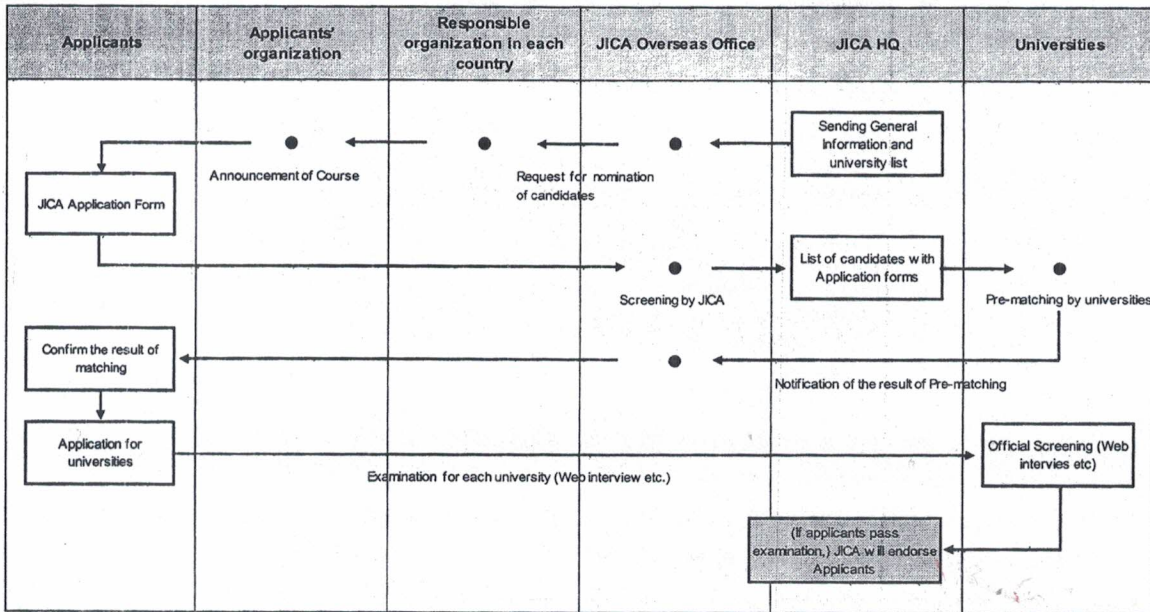 Applicants
Applicants'
organization
Responsible
organization in each
country
JICA Overseas Office
JICA HQ
Universities
Sending General
Information and
university list
Announcement of Course
Request for nomination
of candidates
JICA Application Form
List of candidates with
Application forms
Screening by JICA
Pre-matching by universities
Confirm the result of
matching
Notification of the result of Pre-matching
Application for
universities
Official Screening (Web
intervies etc)
Examination for each university (Web interview etc.)
(If applicants pass
examination,) JICA will endorse
Applicants